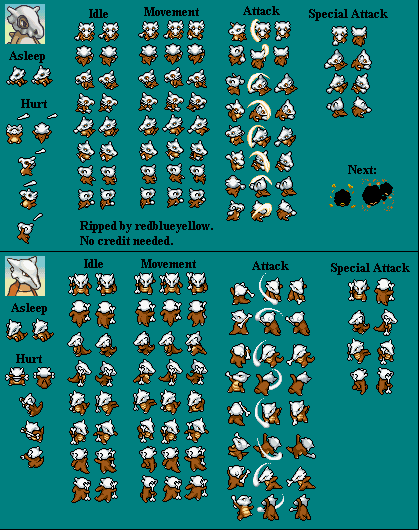 Idle
Movement
Attack
Special Attack
Asleep
Hurt
Next:
Ripped by redblueyellow.
No credit needed.
Idle
Movement
Attack
Special Attack
Asleep
Hurt